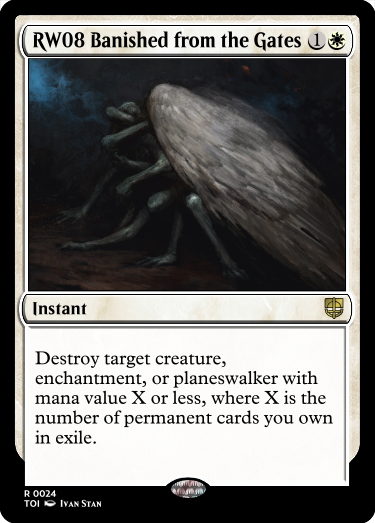 RW08 Banished from the Gates 1
Instant
Destroy target creature,
enchantment, or planeswalker with
mana value X or less, where X is the
number of permanent cards you own
in exile.
R 0024
TOI Ivan Stan